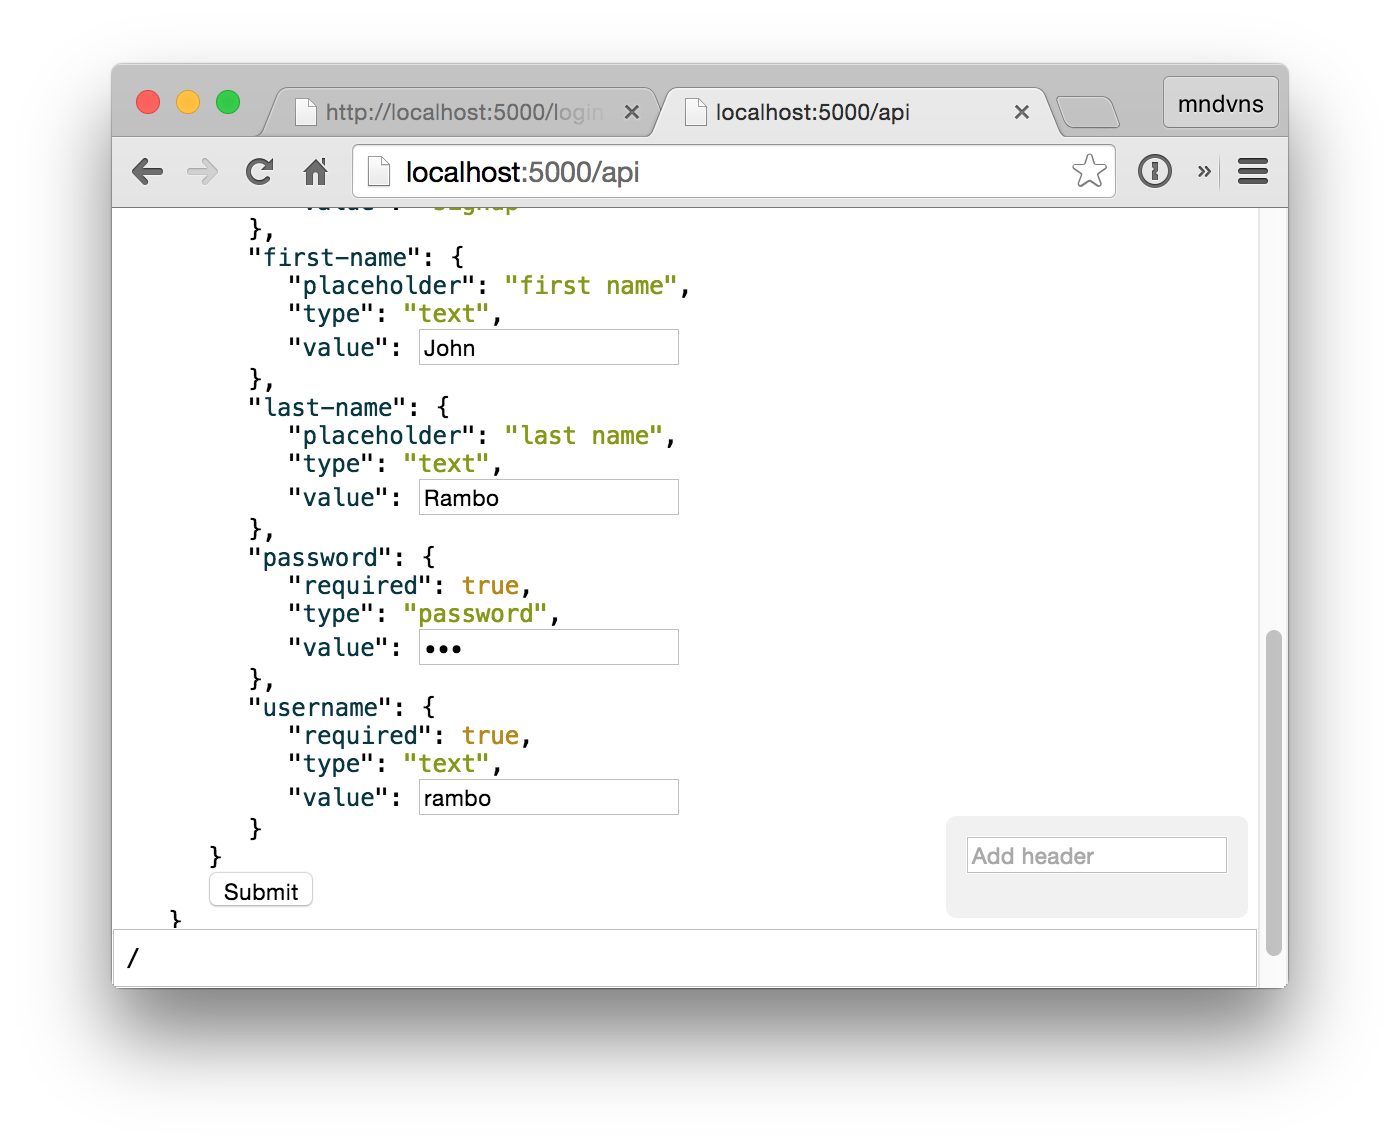 http://localhost:5000/login
localhost:5000/api
mndvns
localhost:5000/api
},
"first-name": {
"placeholder": "first name",
"type": "text",
"value": John
},
"last-name": {
"placeholder": "last name",
"type": "text",
"value": Rambo
},
"password": {
"required": true,
"type": "password",
"value": •••
},
"username": {
"required": true,
"type": "text",
"value": rambo
}
}
Add header
Submit
}
/